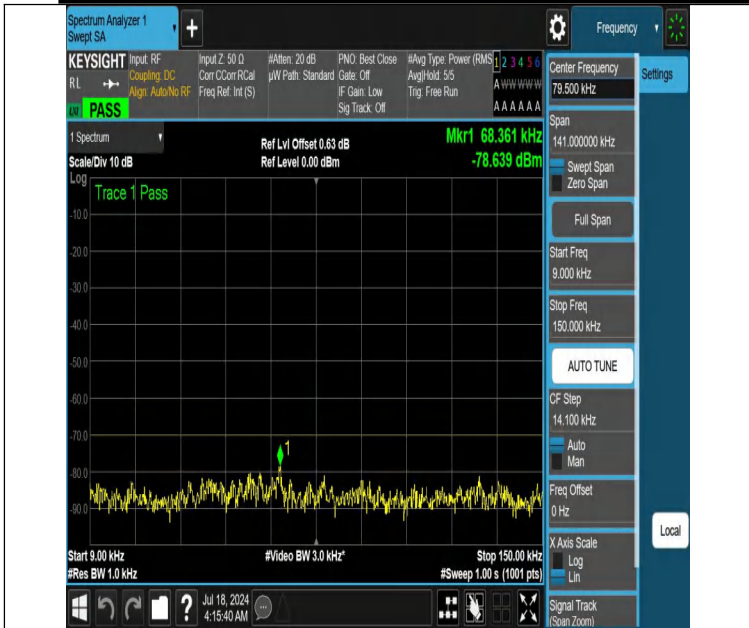 Spectrum Analyzer 1
Swept SA
+
Frequency
KEYSIGHT
RL
PASS
Input: RF
Coupling: DC
Align: Auto/No RF
Input Z: 50 Ω
Corr CCorr RCal
Freq Ref: Int (S)
#Atten: 20 dB
µW Path: Standard
PNO: Best Close
Gate: Off
IF Gain: Low
Sig Track: Off
#Avg Type: Power (RMS
Avg|Hold: 5/5
Trig: Free Run
1 2 3 4 5 6
A W W W W W
A A A A A A
Center Frequency
79.500 kHz
Settings
1 Spectrum
Scale/Div 10 dB
Ref Lvl Offset 0.63 dB
Ref Level 0.00 dBm
Mkr1 68.361 kHz
-78.639 dBm
Log
Trace 1 Pass
-10.0
-20.0
-30.0
-40.0
-50.0
-60.0
-70.0
-80.0
-90.0
1
Start 9.00 kHz
#Res BW 1.0 kHz
#Video BW 3.0 kHz*
Stop 150.00 kHz
#Sweep 1.00 s (1001 pts)
Span
141.000000 kHz
Swept Span
Zero Span
Full Span
Start Freq
9.000 kHz
Stop Freq
150.000 kHz
AUTO TUNE
CF Step
14.100 kHz
Auto
Man
Freq Offset
0 Hz
X Axis Scale
Log
Lin
Signal Track
(Span Zoom)
Local
?
Jul 18, 2024
4:15:40 AM